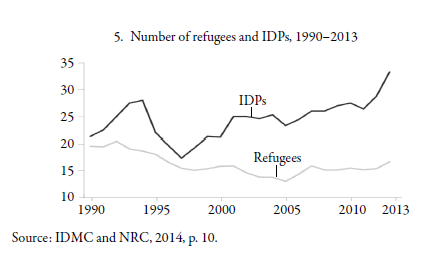 5. Number of refugees and IDPs, 1990–2013
35
30
IDPs
25
20
Refugees
15
10
1990 1995 2000 2005 2010 2013
Source: IDMC and NRC, 2014, p. 10.